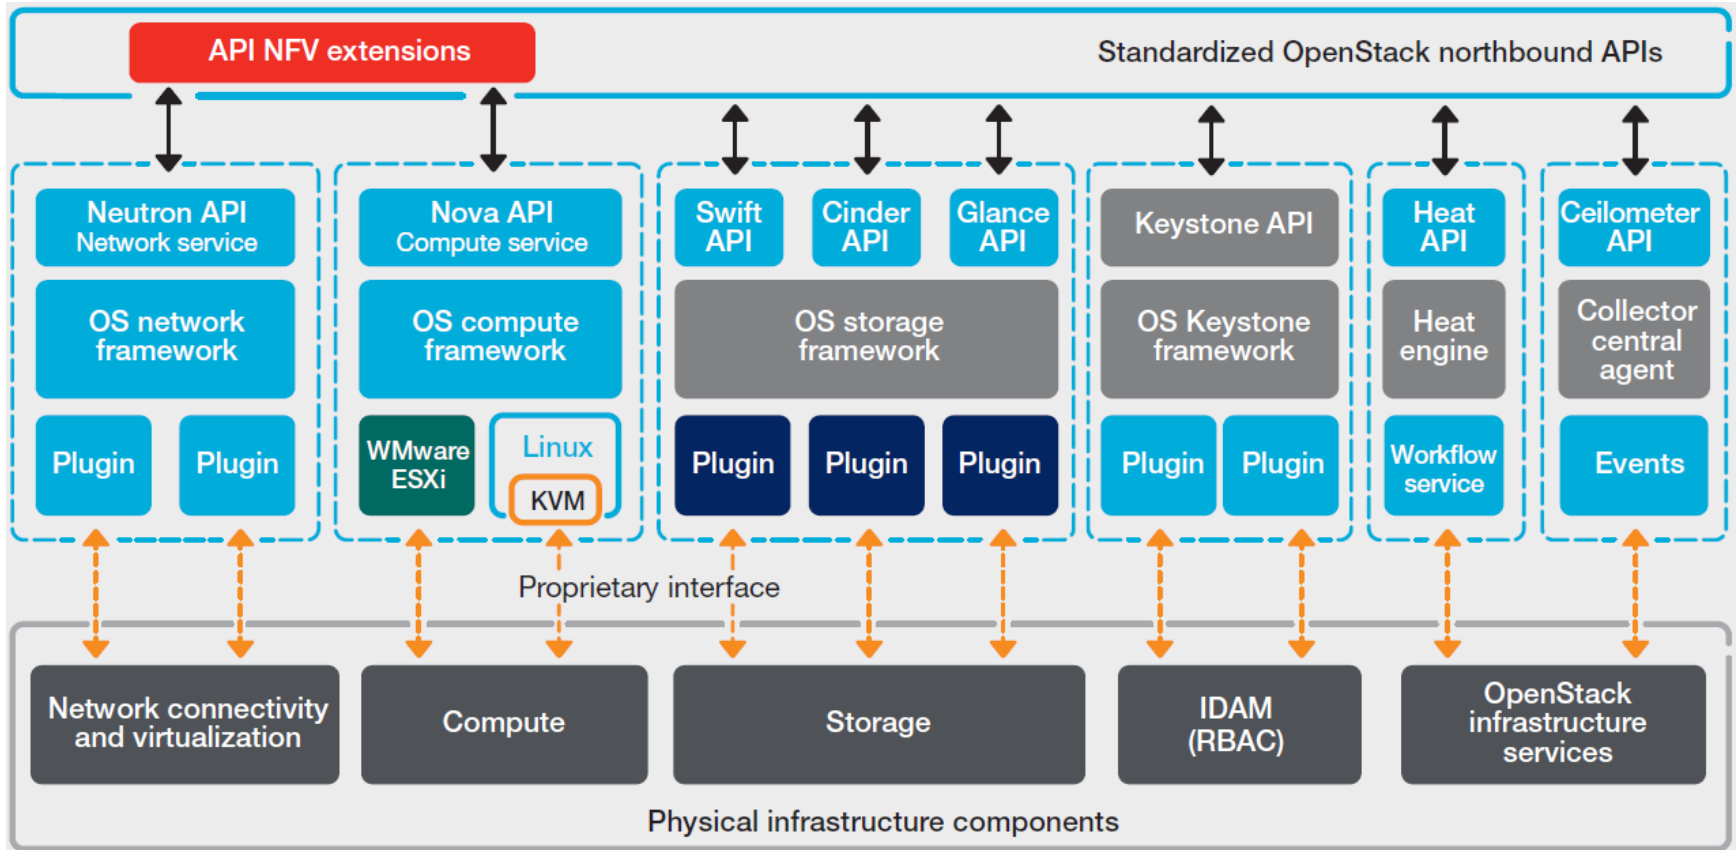 API NFV extensions
Standardized OpenStack northbound APIs
Neutron API
Network service
Nova API
Compute service
Swift
API
Cinder
API
Glance
API
Keystone API
Heat
API
Ceilometer
API
OS network
framework
OS compute
framework
OS storage
framework
OS Keystone
framework
Heat
engine
Collector
central
agent
Plugin
Plugin
WMware
ESXi
Linux
KVM
Plugin
Plugin
Plugin
Plugin
Plugin
Workflow
service
Events
Proprietary interface
Network connectivity
and virtualization
Compute
Storage
IDAM
(RBAC)
OpenStack
infrastructure
services
Physical infrastructure components